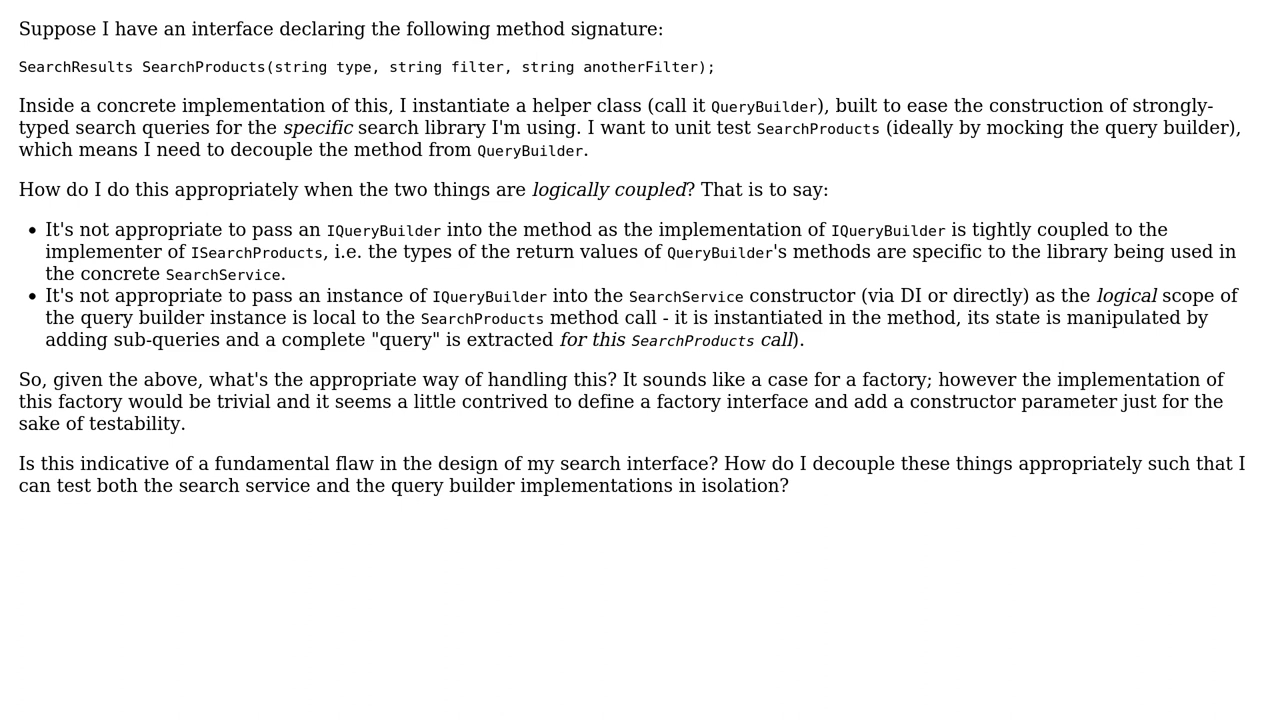 Suppose I have an interface declaring the following method signature:
SearchResults SearchProducts(string type, string filter, string anotherFilter);
Inside a concrete implementation of this, I instantiate a helper class (call it QueryBuilder), built to ease the construction of strongly-
typed search queries for the specific search library I'm using. I want to unit test SearchProducts (ideally by mocking the query builder),
which means I need to decouple the method from QueryBuilder.
How do I do this appropriately when the two things are logically coupled? That is to say:
• It's not appropriate to pass an IQueryBuilder into the method as the implementation of IQueryBuilder is tightly coupled to the
implementer of ISearchProducts, i.e. the types of the return values of QueryBuilder's methods are specific to the library being used in
the concrete SearchService.
• It's not appropriate to pass an instance of IQueryBuilder into the SearchService constructor (via DI or directly) as the logical scope of
the query builder instance is local to the SearchProducts method call - it is instantiated in the method, its state is manipulated by
adding sub-queries and a complete "query" is extracted for this SearchProducts call).
So, given the above, what's the appropriate way of handling this? It sounds like a case for a factory; however the implementation of
this factory would be trivial and it seems a little contrived to define a factory interface and add a constructor parameter just for the
sake of testability.
Is this indicative of a fundamental flaw in the design of my search interface? How do I decouple these things appropriately such that I
can test both the search service and the query builder implementations in isolation?